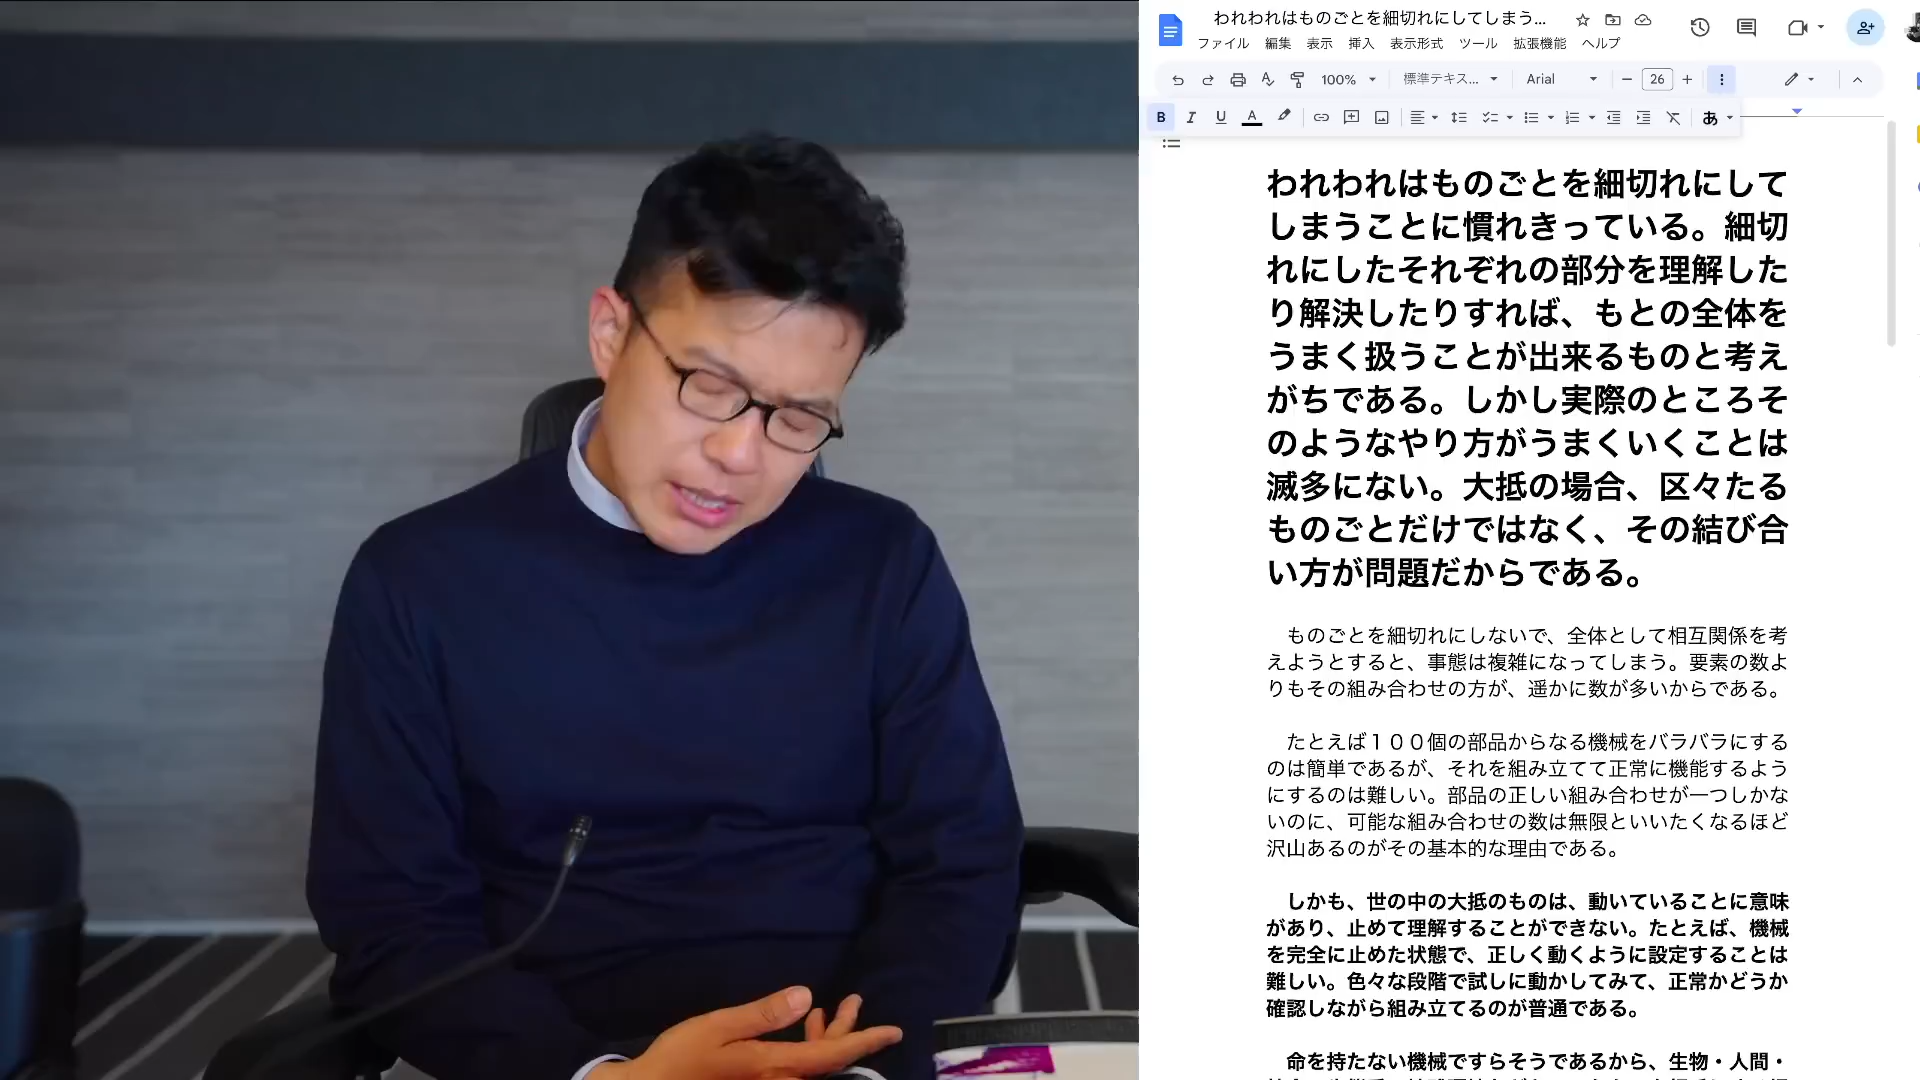 われわれはものごとを細切れにしてしまう...
ファイル 編集 表示 挿入 表示形式 ツール 拡張機能 ヘルプ
100% 標準テキス... Arial 26
B I U A あ
われわれはものごとを細切れにして
しまうことに慣れきっている。細切
れにしたそれぞれの部分を理解した
り解決したりすれば、もとの全体を
うまく扱うことが出来るものと考え
がちである。しかし実際のところそ
のようなやり方がうまくいくことは
滅多にない。大抵の場合、区々たる
ものごとだけではなく、その結び合
い方が問題だからである。
ものごとを細切れにしないで、全体として相互関係を考
えようとすると、事態は複雑になってしまう。要素の数よ
りもその組み合わせの方が、遥かに数が多いからである。
たとえば１００個の部品からなる機械をバラバラにする
のは簡単であるが、それを組み立てて正常に機能するよう
にするのは難しい。部品の正しい組み合わせが一つしかな
いのに、可能な組み合わせの数は無限といいたくなるほど
沢山あるのがその基本的な理由である。
しかも、世の中の大抵のものは、動いていることに意味
があり、止めて理解することができない。たとえば、機械
を完全に止めた状態で、正しく動くように設定することは
難しい。色々な段階で試しに動かしてみて、正常かどうか
確認しながら組み立てるのが普通である。
命を持たない機械ですらそうであるから、生物・人間・